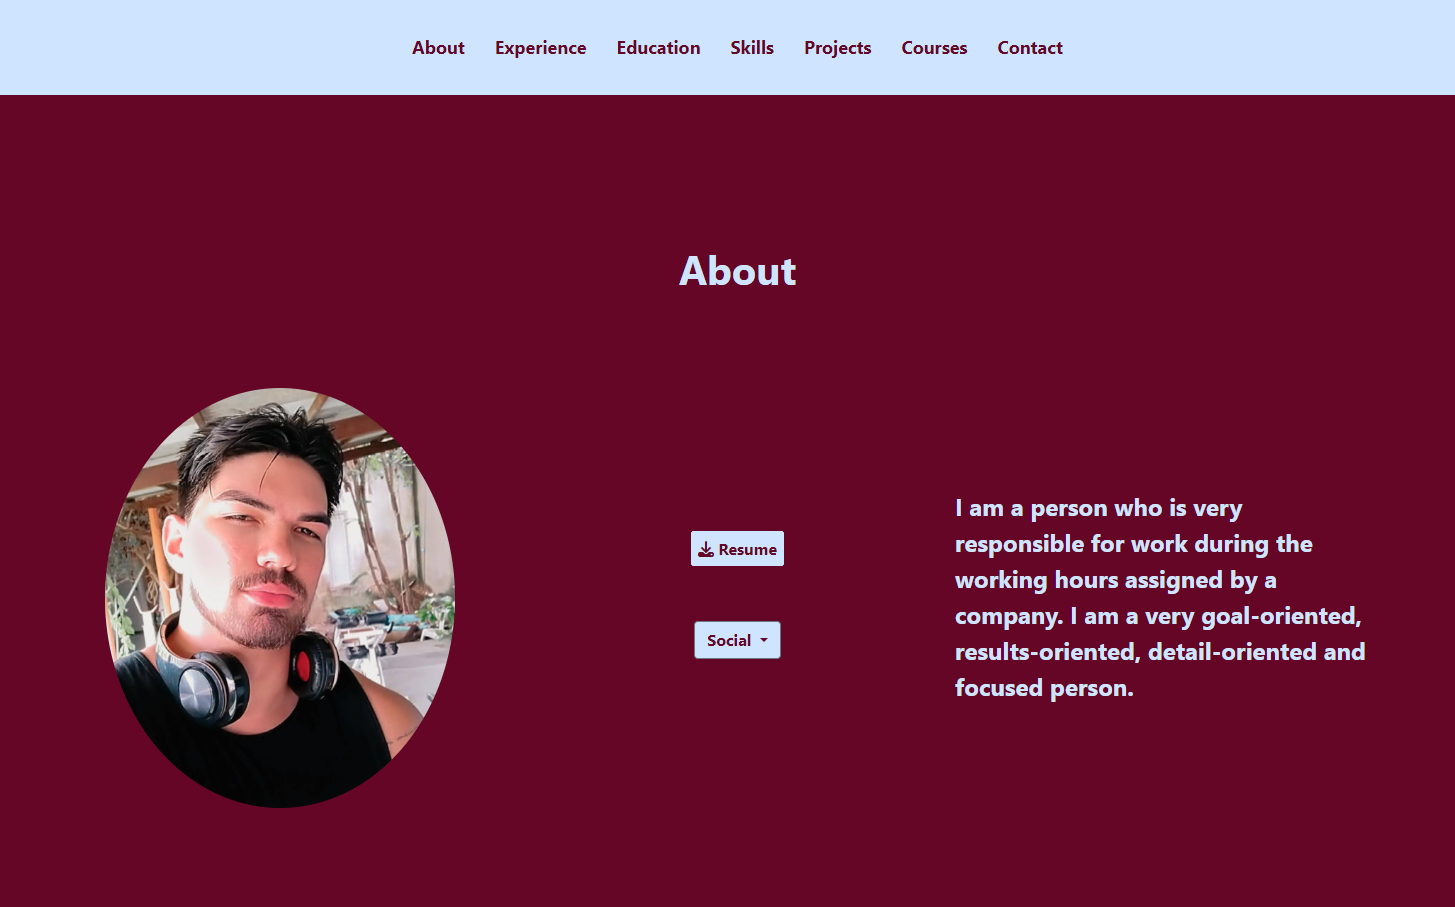 About Experience Education Skills Projects Courses Contact
About
Resume
Social
I am a person who is very
responsible for work during the
working hours assigned by a
company. I am a very goal-oriented,
results-oriented, detail-oriented and
focused person.